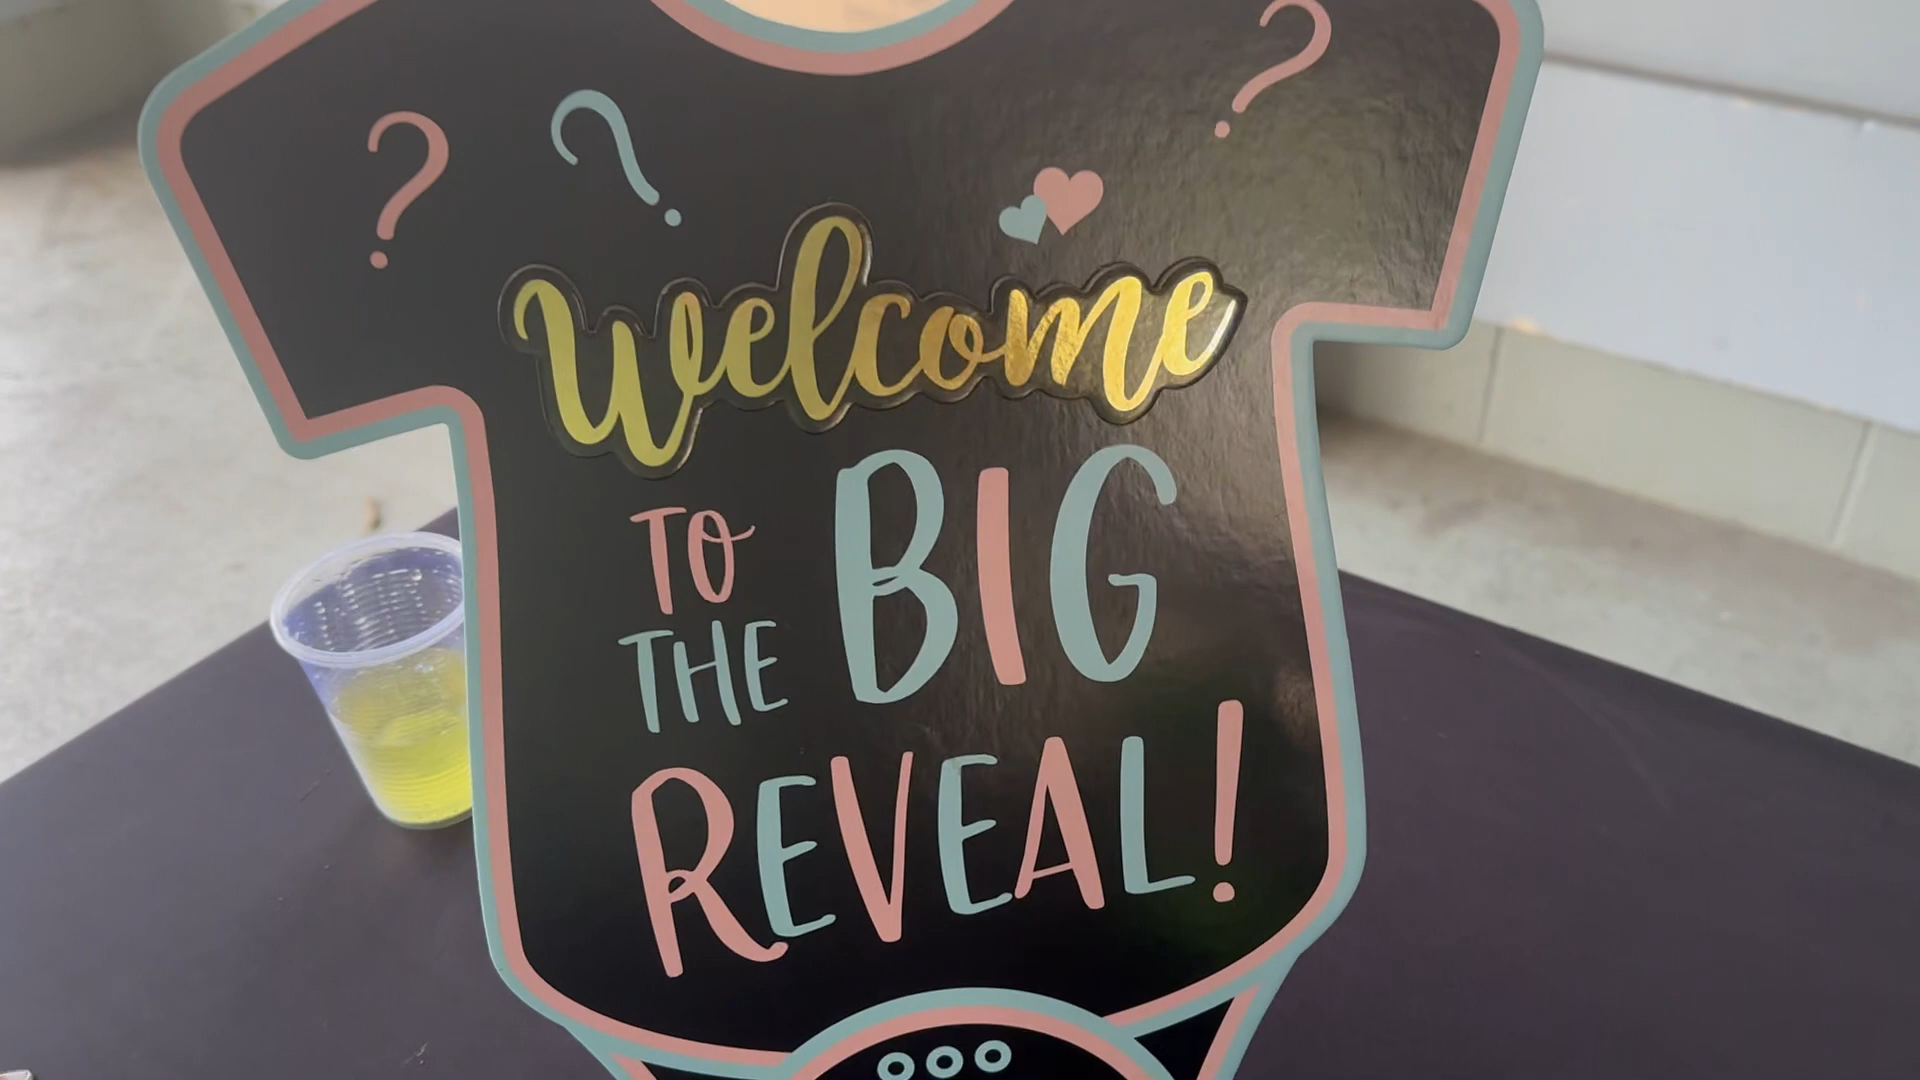 ? ? ?
Welcome
TO
THE BIG
REVEAL!